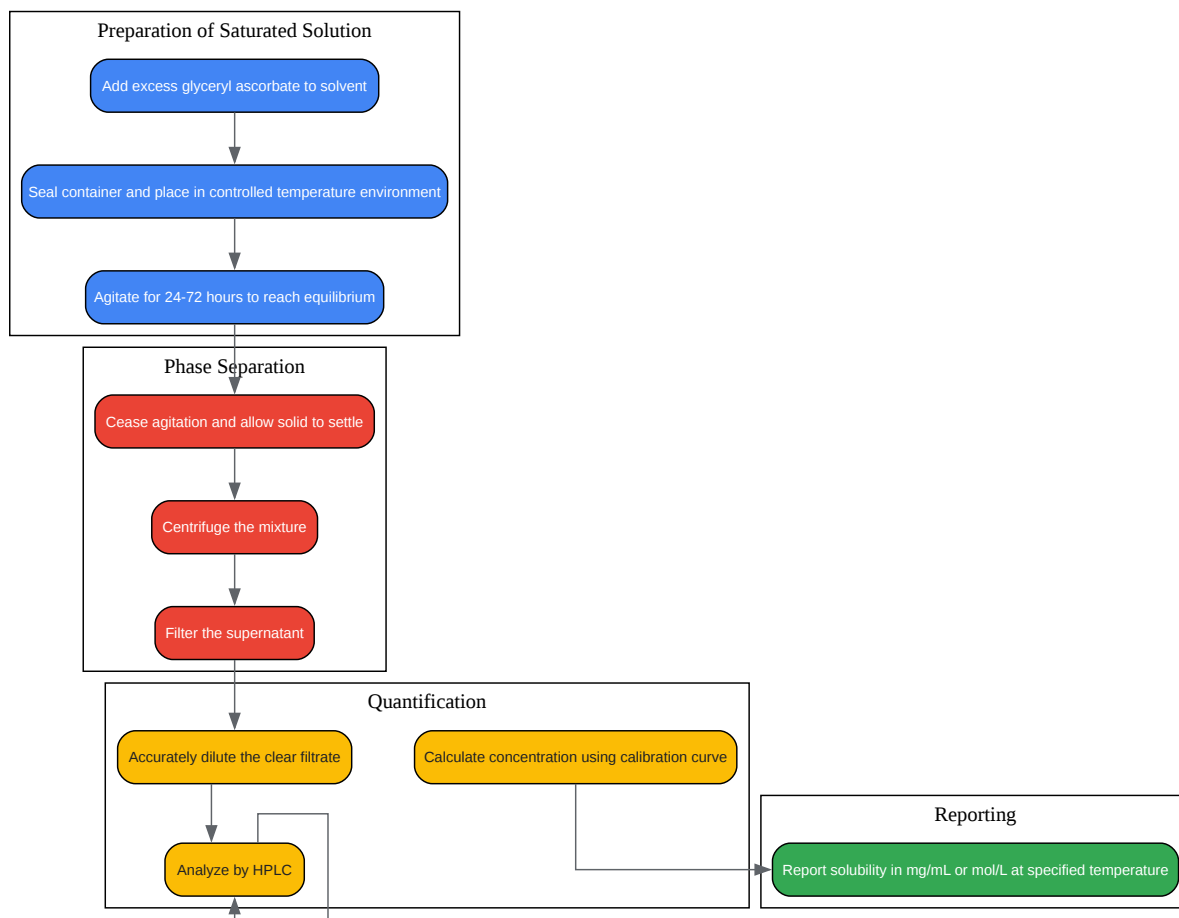 Preparation of Saturated Solution
Add excess glyceryl ascorbate to solvent
Seal container and place in controlled temperature environment
Agitate for 24-72 hours to reach equilibrium
Phase Separation
Cease agitation and allow solid to settle
Centrifuge the mixture
Filter the supernatant
Quantification
Accurately dilute the clear filtrate
Calculate concentration using calibration curve
Analyze by HPLC
Reporting
Report solubility in mg/mL or mol/L at specified temperature